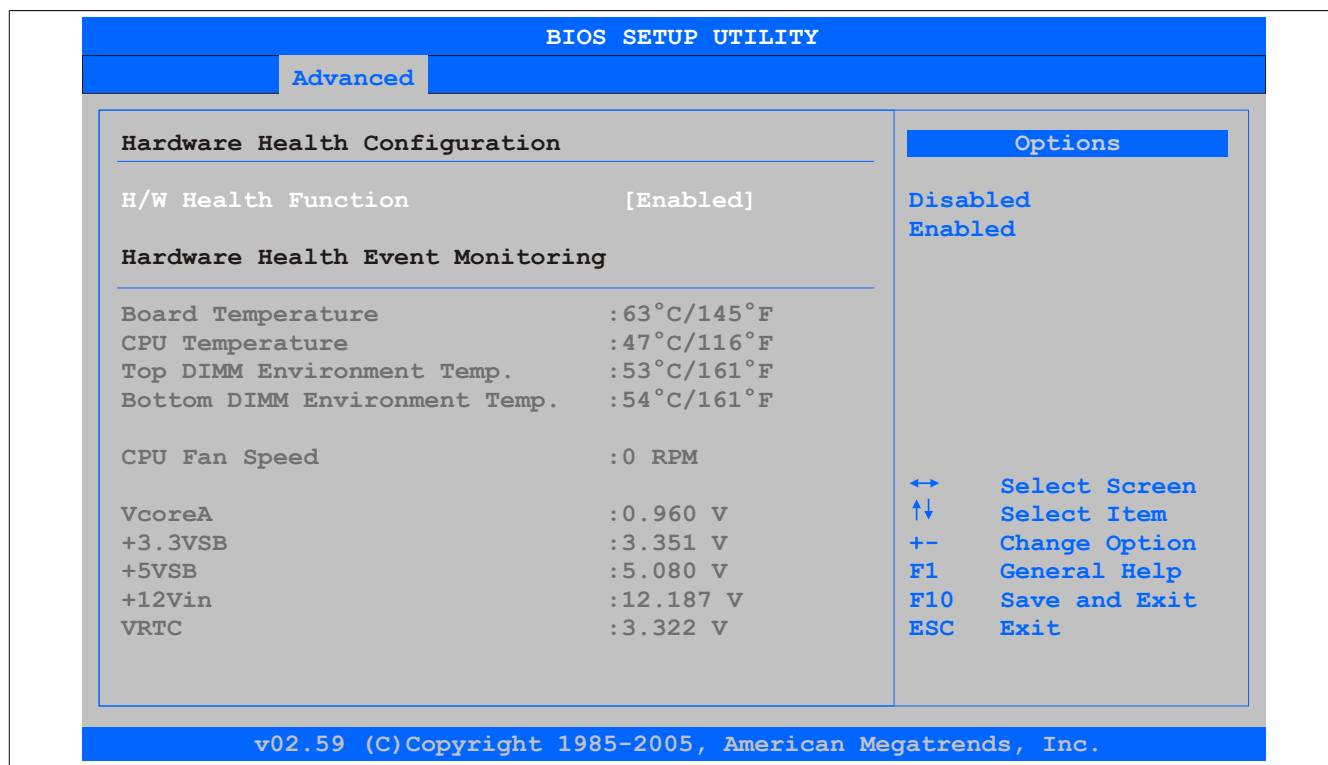 BIOS SETUP UTILITY
Advanced
Hardware Health Configuration
H/W Health Function [Enabled]
Hardware Health Event Monitoring
Board Temperature :63°C/145°F
CPU Temperature :47°C/116°F
Top DIMM Environment Temp. :53°C/161°F
Bottom DIMM Environment Temp. :54°C/161°F
CPU Fan Speed :0 RPM
VcoreA :0.960 V
+3.3VSB :3.351 V
+5VSB :5.080 V
+12Vin :12.187 V
VRTC :3.322 V
Options
Disabled
Enabled
↔ Select Screen
↑↓ Select Item
+- Change Option
F1 General Help
F10 Save and Exit
ESC Exit
v02.59 (C)Copyright 1985-2005, American Megatrends, Inc.